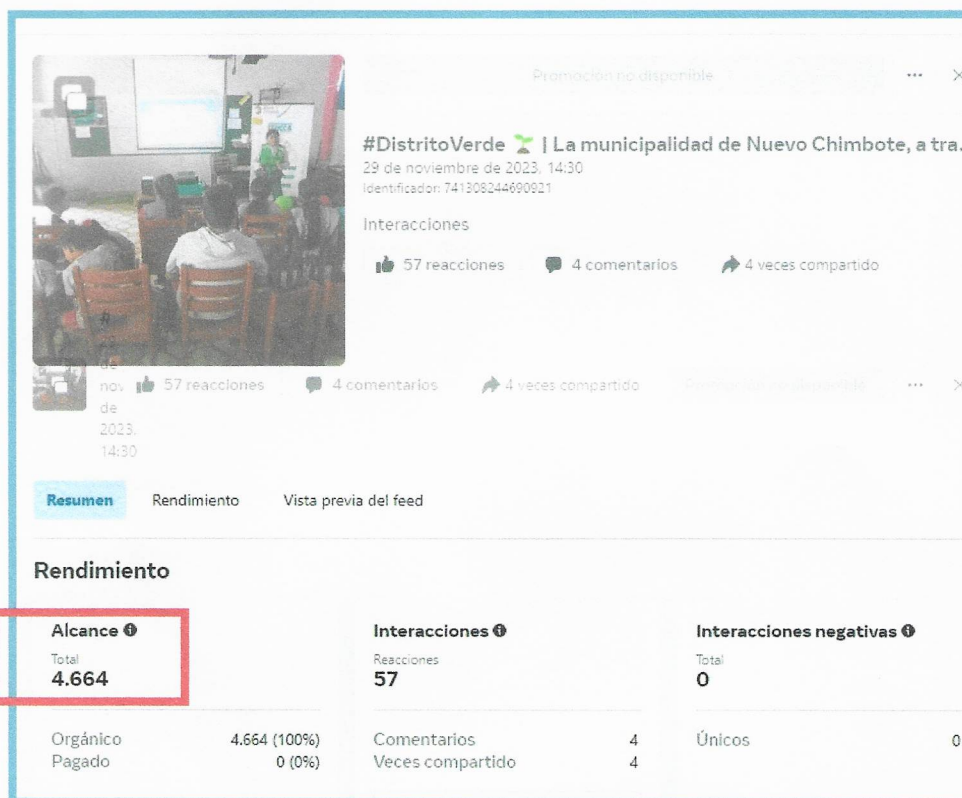 Promoción no disponible
#DistritoVerde 🌱 | La municipalidad de Nuevo Chimbote, a tra.
29 de noviembre de 2023, 14:30
Identificador: 741308244690921
Interacciones
57 reacciones 4 comentarios 4 veces compartido
57 reacciones 4 comentarios 4 veces compartido
de
nov
de
2023,
14:30
Resumen Rendimiento Vista previa del feed
Rendimiento
Alcance Interacciones Interacciones negativas
Total Reacciones Total
4.664 57 0
Orgánico 4.664 (100%) Comentarios 4 Únicos 0
Pagado 0 (0%) Veces compartido 4